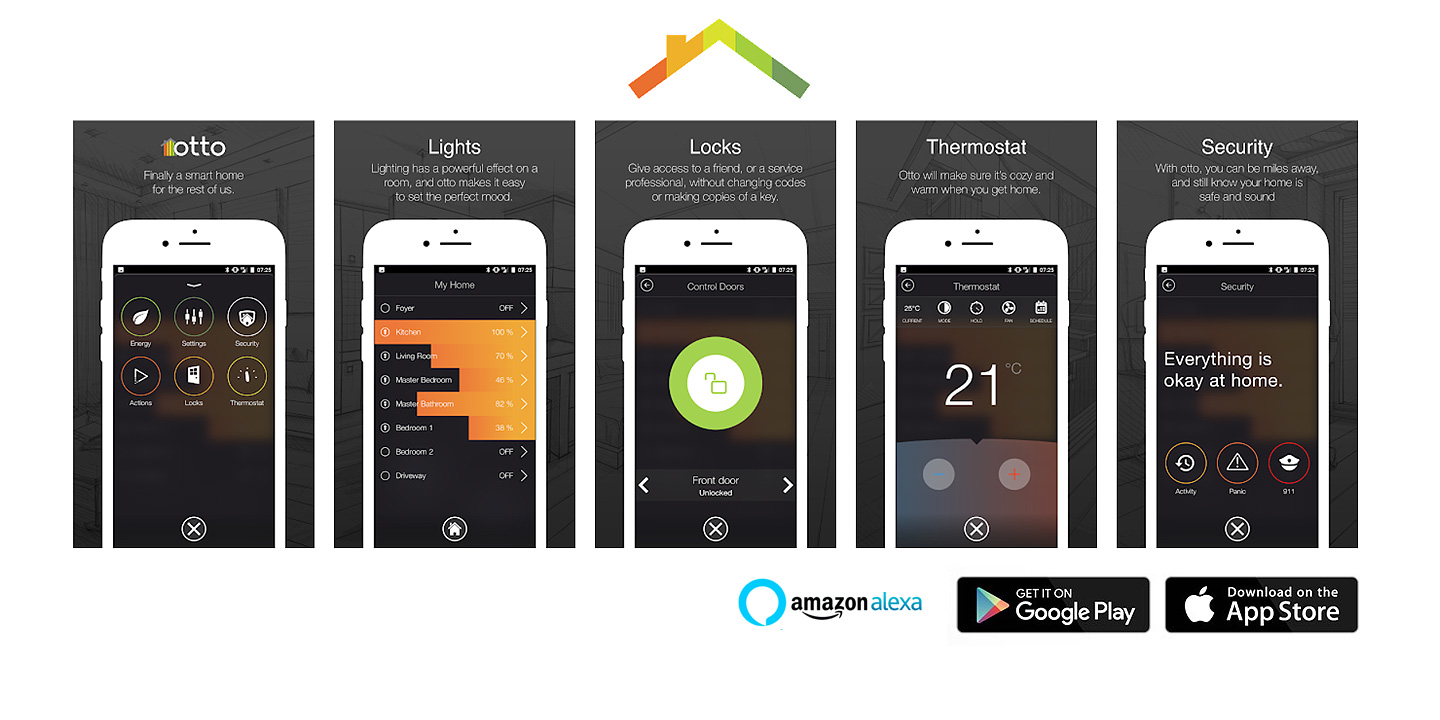 otto
Finally a smart home
for the rest of us.
07:25
Energy
Settings
Security
Actions
Locks
Thermostat
Lights
Lighting has a powerful effect on a
room, and otto makes it easy
to set the perfect mood.
07:25
My Home
Foyer OFF
Kitchen 100 %
Living Room 70 %
Master Bedroom 46 %
Master Bathroom 82 %
Bedroom 1 38 %
Bedroom 2 OFF
Driveway OFF
Locks
Give access to a friend, or a service
professional, without changing codes
or making copies of a key.
07:25
Control Doors
Front door
Unlocked
Thermostat
Otto will make sure it's cozy and
warm when you get home.
07:25
Thermostat
25°C
CURRENT
MODE
HOLD
FAN
SCHEDULE
21 °C
Security
With otto, you can be miles away,
and still know your home is
safe and sound
07:25
Security
Everything is
okay at home.
Activity
Panic
911
amazon alexa
GET IT ON
Google Play
Download on the
App Store